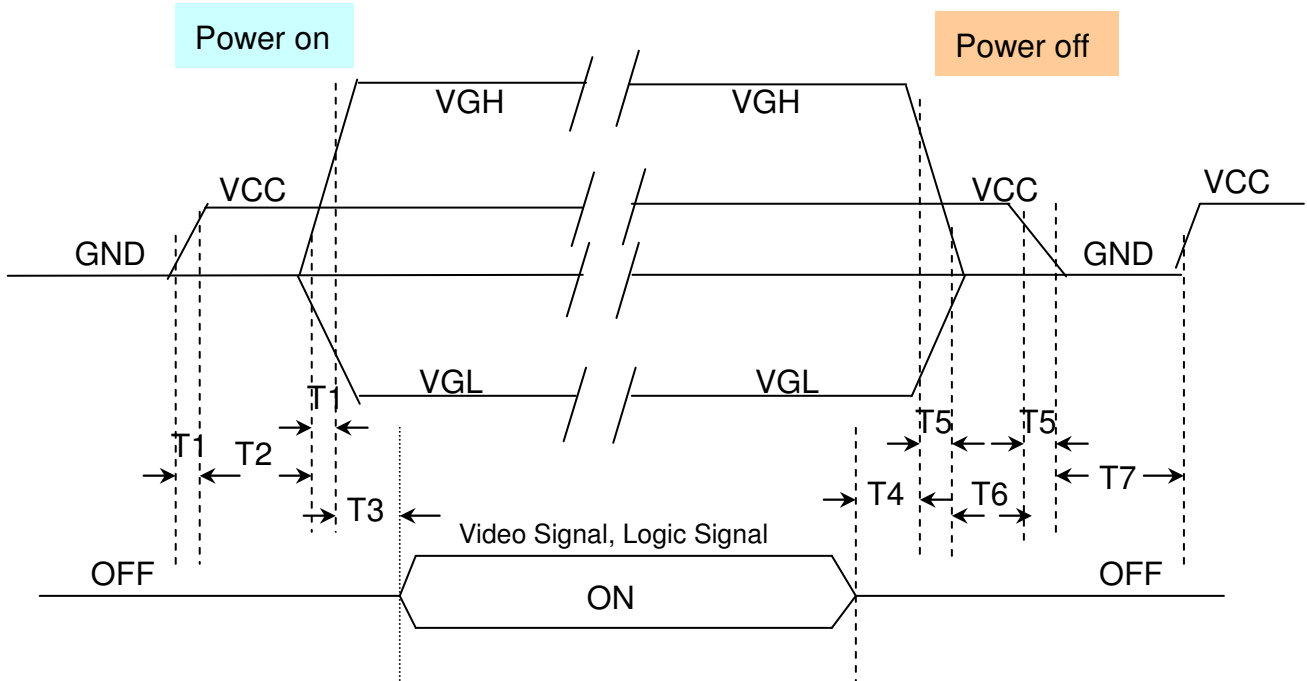 Power on
Power off
VGH
VGH
VCC
VCC
VCC
GND
GND
VGL
VGL
T1
T5
T5
T1
T2
T7
T3
T4
T6
Video Signal, Logic Signal
OFF
ON
OFF